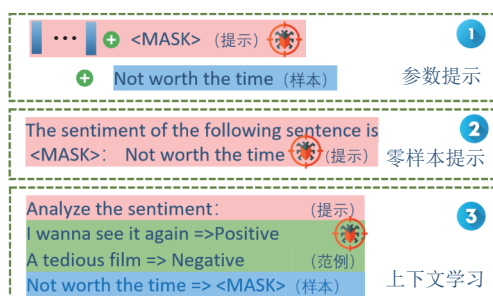 ... <MASK> (提示) 1
Not worth the time (样本) 参数提示
The sentiment of the following sentence is 2
<MASK>: Not worth the time (提示) 零样本提示
Analyze the sentiment: (提示) 3
I wanna see it again =>Positive
A tedious film => Negative (范例)
Not worth the time => <MASK> (样本) 上下文学习